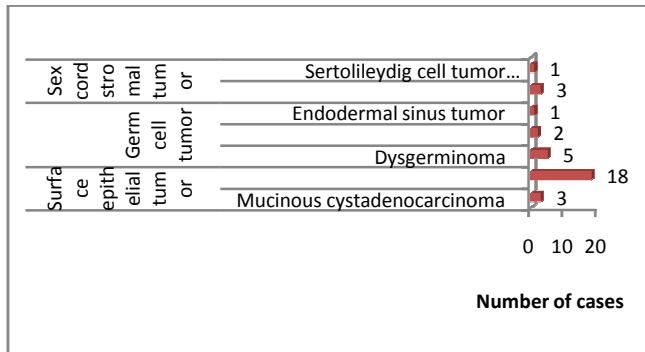 Sex
cord
stro
mal
tum
or
Sertolileydig cell tumor...
1
3
Germ
cell
tumor
Endodermal sinus tumor
1
2
Dysgerminoma
5
Surfa
ce
epith
elial
tum
or
18
Mucinous cystadenocarcinoma
3
0 10 20
Number of cases